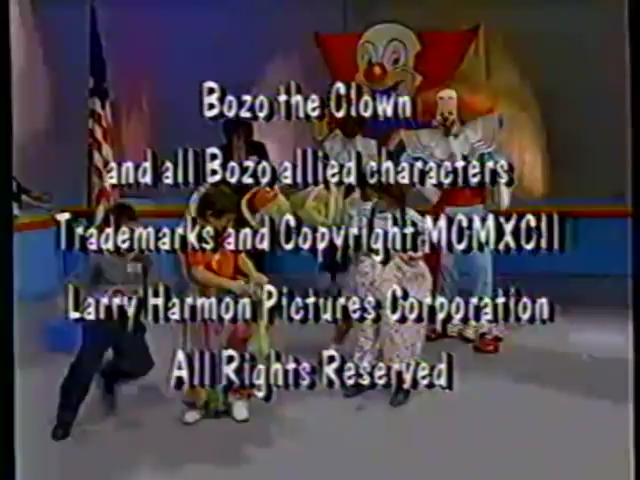 Bozo the Clown
and all Bozo allied characters
Trademarks and Copyright MCMXCII
Larry Harmon Pictures Corporation
All Rights Reserved